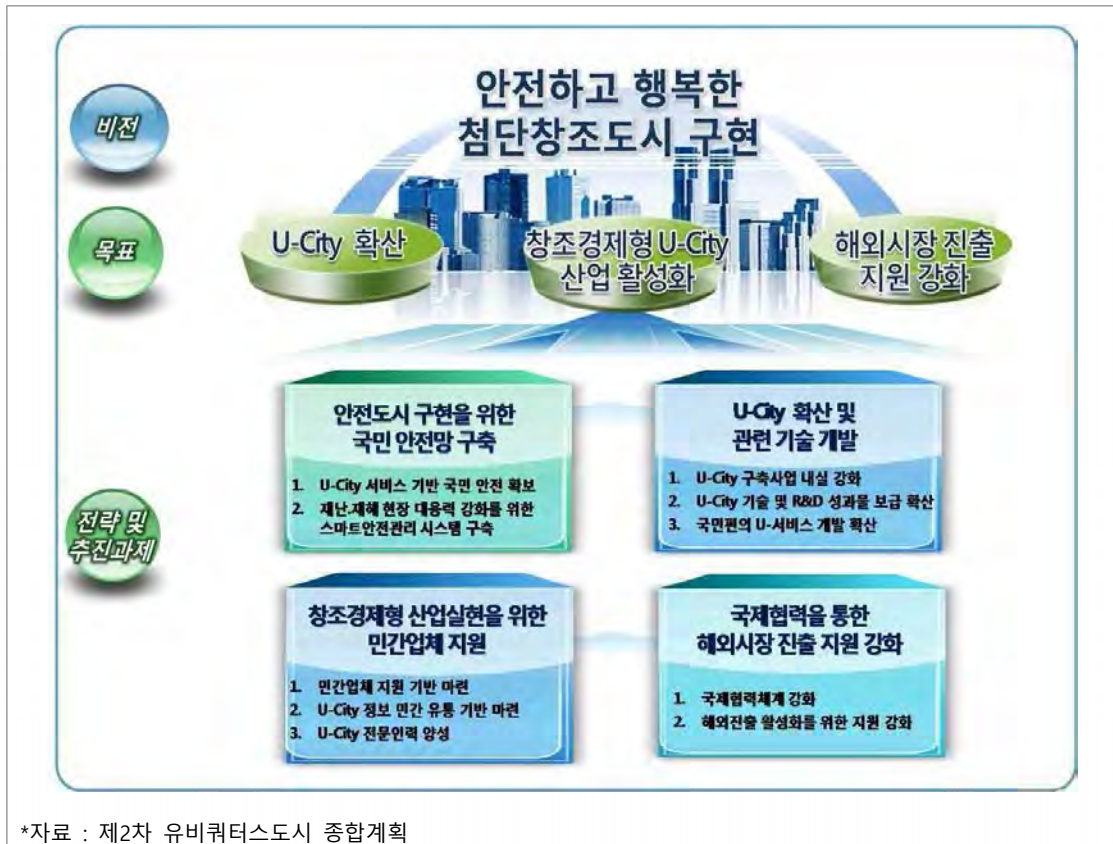 비전
안전하고 행복한
첨단창조도시 구현
목표
U-City 확산
창조경제형 U-City
산업 활성화
해외시장 진출
지원 강화
전략 및
추진과제
안전도시 구현을 위한
국민 안전망 구축
1. U-City 서비스 기반 국민 안전 확보
2. 재난.재해 현장 대응력 강화를 위한
스마트안전관리 시스템 구축
U-City 확산 및
관련 기술 개발
1. U-City 구축사업 내실 강화
2. U-City 기술 및 R&D 성과물 보급 확산
3. 국민편의 U-서비스 개발 확산
창조경제형 산업실현을 위한
민간업체 지원
1. 민간업체 지원 기반 마련
2. U-City 정보 민간 유통 기반 마련
3. U-City 전문인력 양성
국제협력을 통한
해외시장 진출 지원 강화
1. 국제협력체계 강화
2. 해외진출 활성화를 위한 지원 강화
*자료 : 제2차 유비쿼터스도시 종합계획